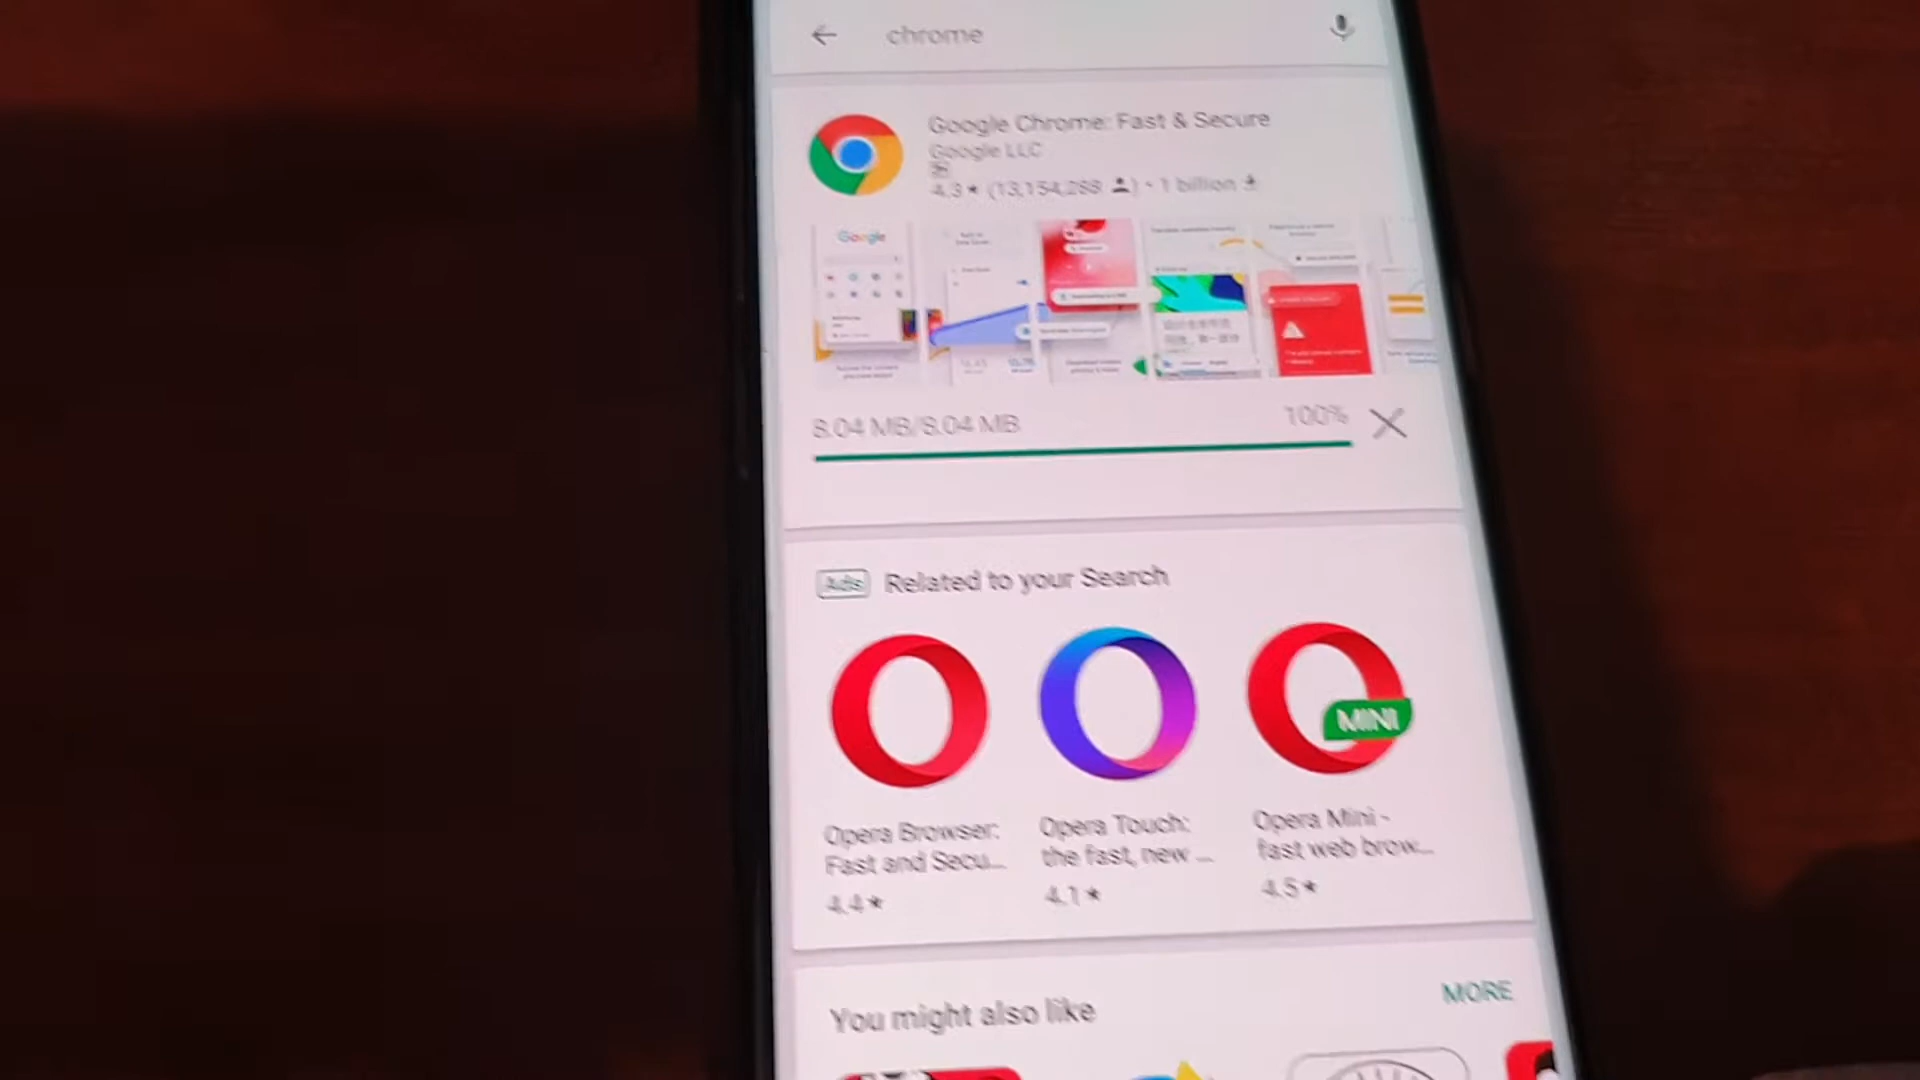 chrome
Google Chrome: Fast & Secure
Google LLC
4.3★ (13,154,288) • 1 billion
Google
8.04 MB/8.04 MB
100%
Ads Related to your Search
MINI
Opera Browser:
Fast and Secu...
4.4★
Opera Touch:
the fast, new ...
4.1★
Opera Mini -
fast web brow...
4.5★
You might also like
MORE